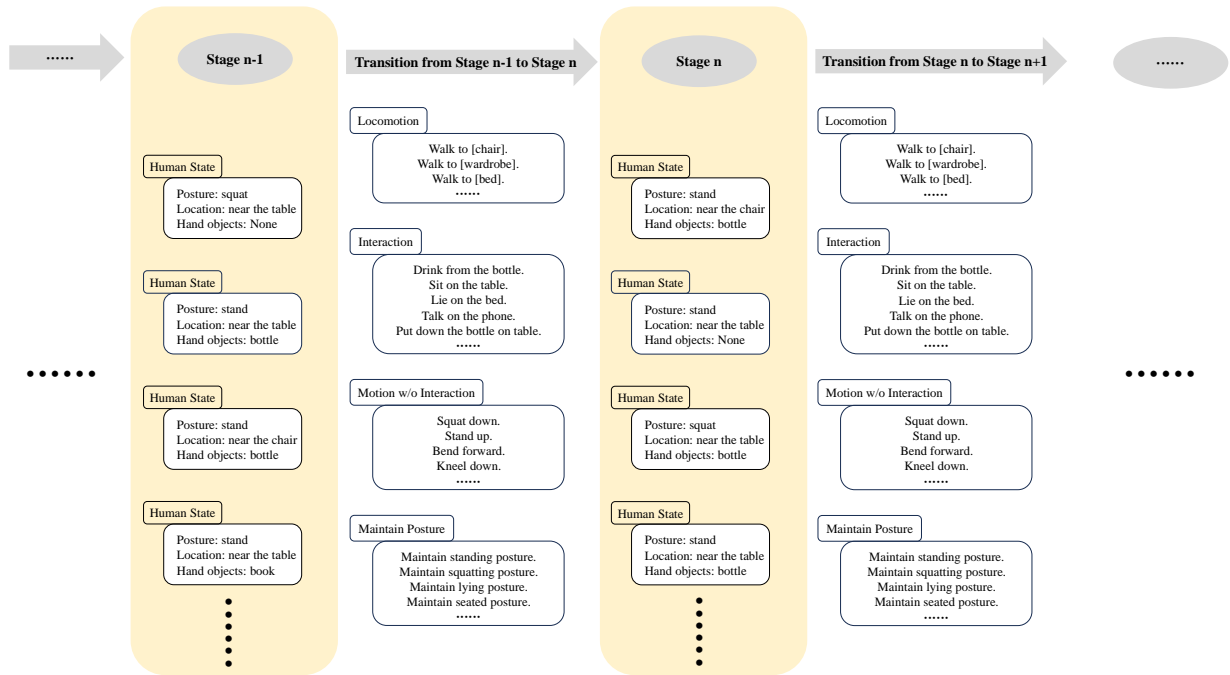 ......
Stage n-1
Transition from Stage n-1 to Stage n
Stage n
Transition from Stage n to Stage n+1
......
Human State
Posture: squat
Location: near the table
Hand objects: None
Human State
Posture: stand
Location: near the table
Hand objects: bottle
Human State
Posture: stand
Location: near the chair
Hand objects: bottle
Human State
Posture: stand
Location: near the table
Hand objects: book
Locomotion
Walk to [chair].
Walk to [wardrobe].
Walk to [bed].
......
Interaction
Drink from the bottle.
Sit on the table.
Lie on the bed.
Talk on the phone.
Put down the bottle on table.
......
Motion w/o Interaction
Squat down.
Stand up.
Bend forward.
Kneel down.
......
Maintain Posture
Maintain standing posture.
Maintain squatting posture.
Maintain lying posture.
Maintain seated posture.
......
Human State
Posture: stand
Location: near the chair
Hand objects: bottle
Human State
Posture: stand
Location: near the table
Hand objects: None
Human State
Posture: squat
Location: near the table
Hand objects: bottle
Human State
Posture: stand
Location: near the table
Hand objects: bottle
Locomotion
Walk to [chair].
Walk to [wardrobe].
Walk to [bed].
......
Interaction
Drink from the bottle.
Sit on the table.
Lie on the bed.
Talk on the phone.
Put down the bottle on table.
......
Motion w/o Interaction
Squat down.
Stand up.
Bend forward.
Kneel down.
......
Maintain Posture
Maintain standing posture.
Maintain squatting posture.
Maintain lying posture.
Maintain seated posture.
......